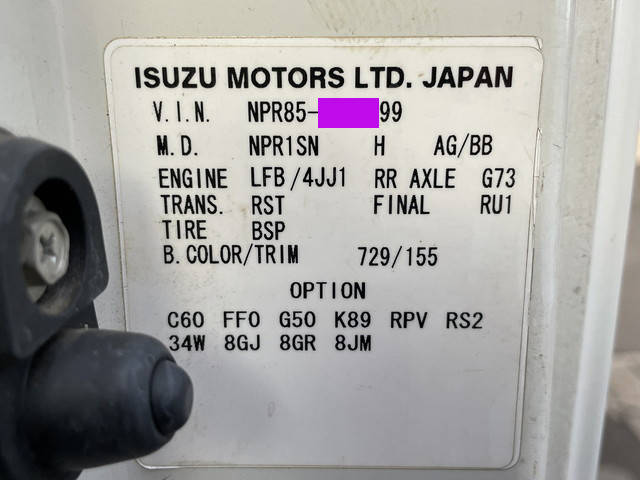 ISUZU MOTORS LTD. JAPAN
V.I.N. NPR85- 99
M.D. NPR1SN H AG/BB
ENGINE LFB/4JJ1 RR AXLE G73
TRANS. RST FINAL RU1
TIRE BSP
B.COLOR/TRIM 729/155
OPTION
C60 FF0 G50 K89 RPV RS2
34W 8GJ 8GR 8JM